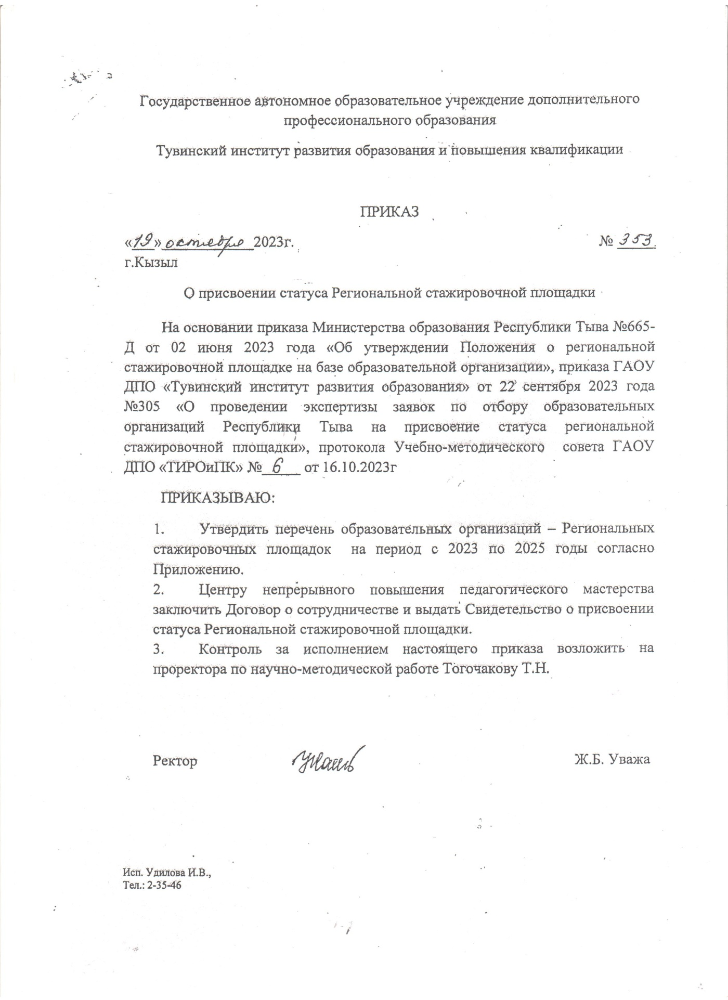 Государственное автономное образовательное учреждение дополнительного
профессионального образования
Тувинский институт развития образования и повышения квалификации
ПРИКАЗ
«19» октября 2023г. № 353
г.Кызыл
О присвоении статуса Региональной стажировочной площадки
На основании приказа Министерства образования Республики Тыва №665-
Д от 02 июня 2023 года «Об утверждении Положения о региональной
стажировочной площадке на базе образовательной организации», приказа ГАОУ
ДПО «Тувинский институт развития образования» от 22 сентября 2023 года
№305 «О проведении экспертизы заявок по отбору образовательных
организаций Республики Тыва на присвоение статуса региональной
стажировочной площадки», протокола Учебно-методического совета ГАОУ
ДПО «ТИРОиПК» № 6 от 16.10.2023г
ПРИКАЗЫВАЮ:
1. Утвердить перечень образовательных организаций – Региональных
стажировочных площадок на период с 2023 по 2025 годы согласно
Приложению.
2. Центру непрерывного повышения педагогического мастерства
заключить Договор о сотрудничестве и выдать Свидетельство о присвоении
статуса Региональной стажировочной площадки.
3. Контроль за исполнением настоящего приказа возложить на
проректора по научно-методической работе Тогочакову Т.Н.
Ректор Ж.Б. Уважа
Исп. Удилова И.В.,
Тел.: 2-35-46